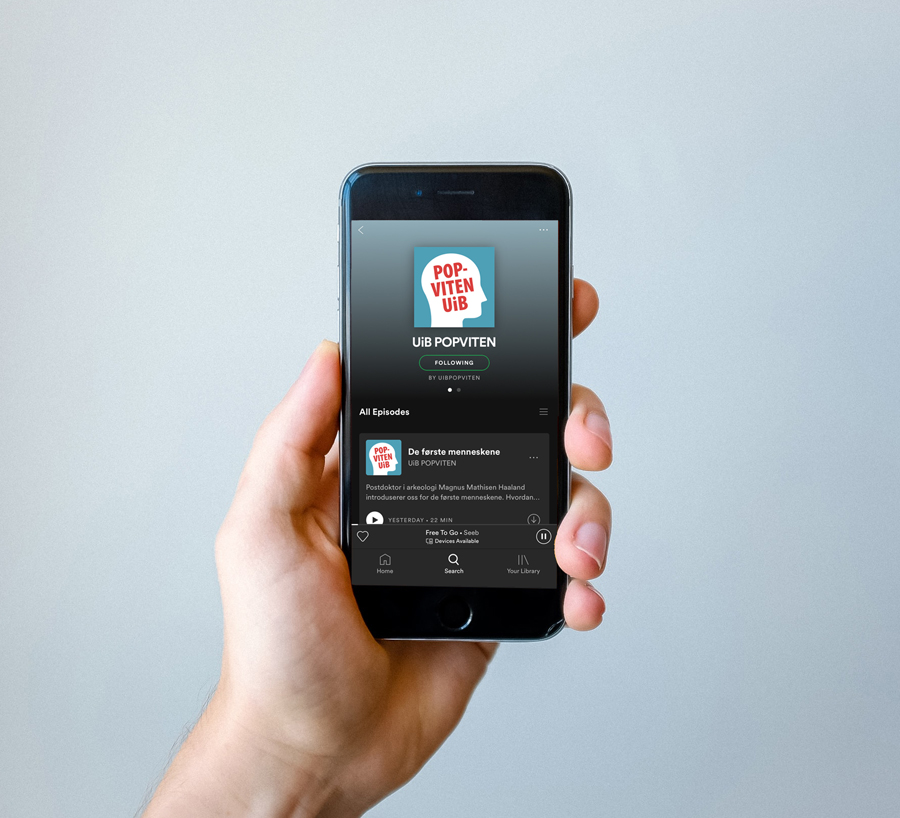 POP-
VITEN
UiB
UiB POPVITEN
FOLLOWING
BY UIBPOPVITEN
All Episodes
POP-
VITEN
UiB
De første menneskene
UiB POPVITEN
Postdoktor i arkeologi Magnus Mathisen Haaland
introduserer oss for de første menneskene. Hvordan...
YESTERDAY • 22 MIN
Free To Go • Seeb
Devices Available
Home
Search
Your Library